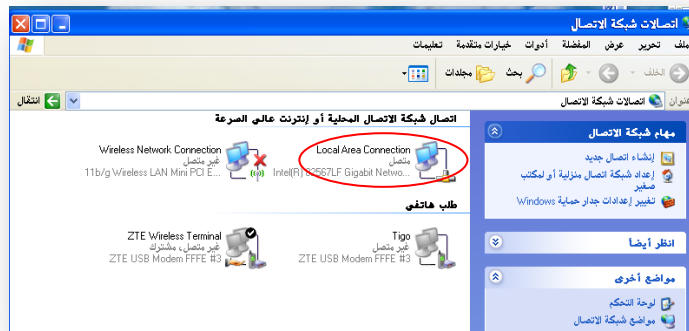 اتصالات شبكة الاتصال
ملف تحرير عرض المفضلة أدوات خيارات متقدمة تعليمات
الخلف بحث مجلدات
عنوان اتصالات شبكة الاتصال انتقال
مهام شبكة الاتصال
إنشاء اتصال جديد
إعداد شبكة اتصال منزلية أو لمكتب
صغير
تغيير إعدادات جدار حماية Windows
انظر أيضاً
مواضع أخرى
لوحة التحكم
مواضع شبكة الاتصال
اتصال شبكة الاتصال المحلية أو إنترنت عالي السرعة
Local Area Connection
متصل
Intel(R) 82567LF Gigabit Netwo...
Wireless Network Connection
غير متصل
11b/g Wireless LAN Mini PCI E...
طلب هاتفي
Tigo
غير متصل
ZTE USB Modem FFFE #3
ZTE Wireless Terminal
غير متصل، مشترك
ZTE USB Modem FFFE #3